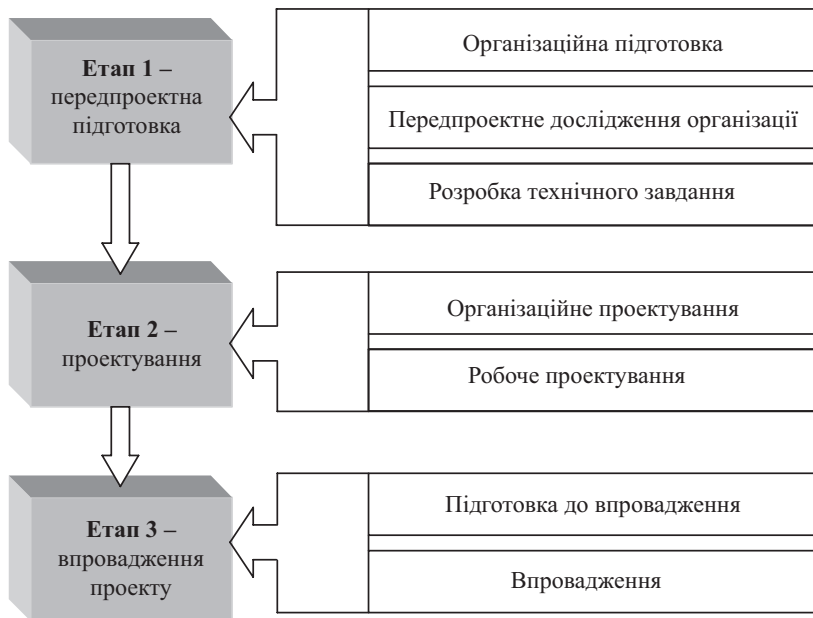 Етап 1 –
передпроектна
підготовка
Організаційна підготовка
Передпроектне дослідження організації
Розробка технічного завдання
Етап 2 –
проектування
Організаційне проектування
Робоче проектування
Етап 3 –
впровадження
проекту
Підготовка до впровадження
Впровадження